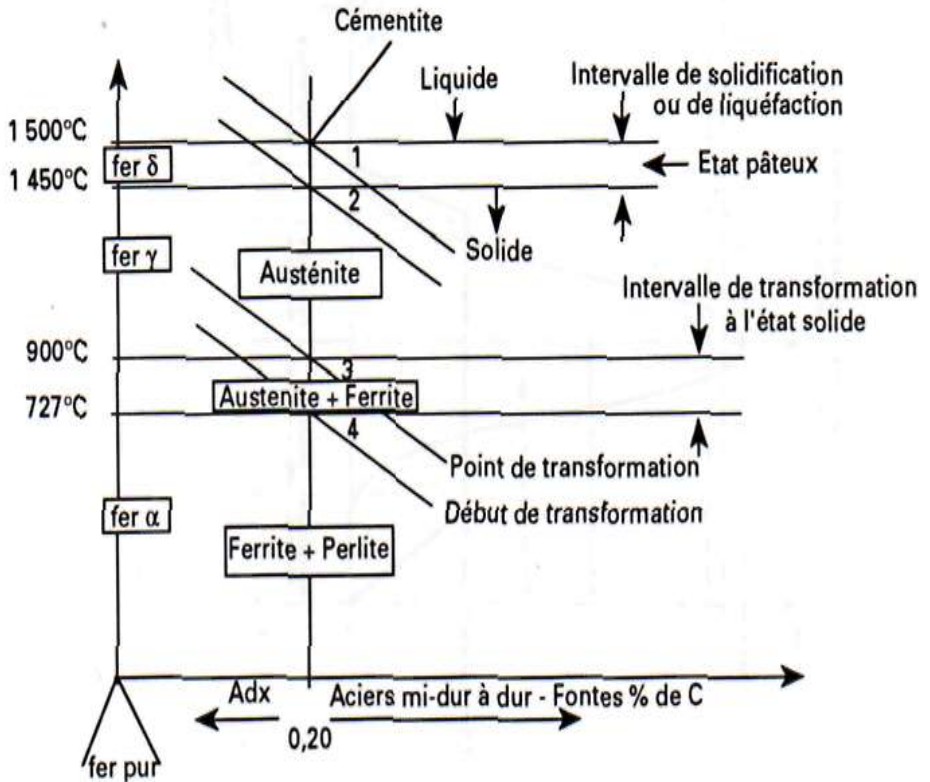 Cémentite
Liquide
Intervalle de solidification
ou de liquéfaction
1 500°C
fer δ
1
Etat pâteux
1 450°C
2
Solide
fer γ
Austénite
Intervalle de transformation
à l'état solide
900°C
3
Austenite + Ferrite
727°C
4
Point de transformation
Début de transformation
fer α
Ferrite + Perlite
Adx
Aciers mi-dur à dur - Fontes % de C
0,20
fer pur